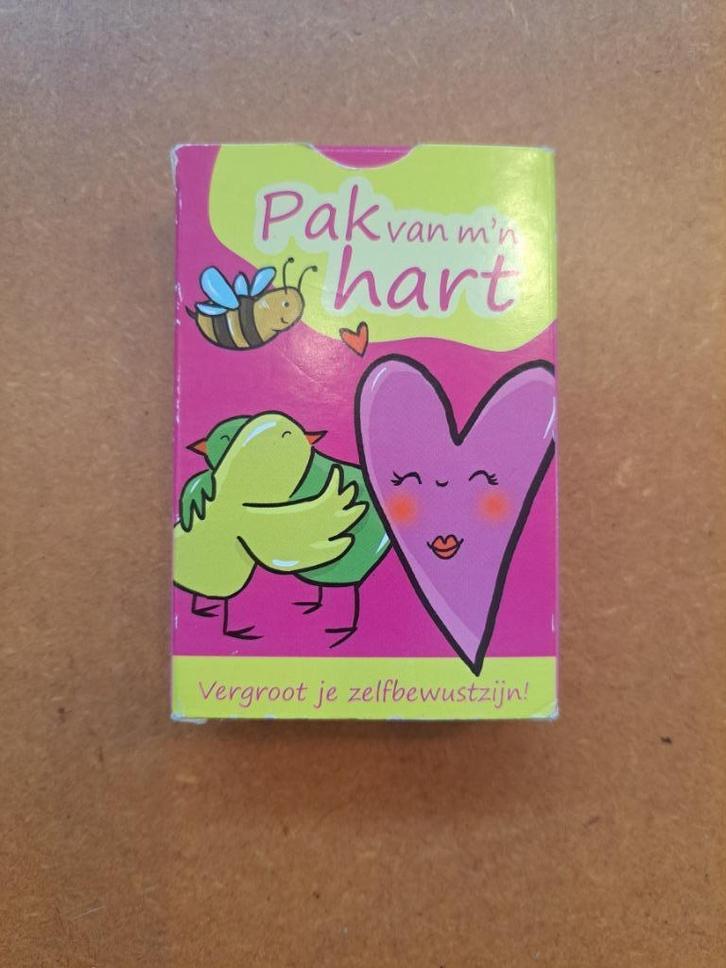 Pak van m'n
hart
Vergroot je zelfbewustzijn!